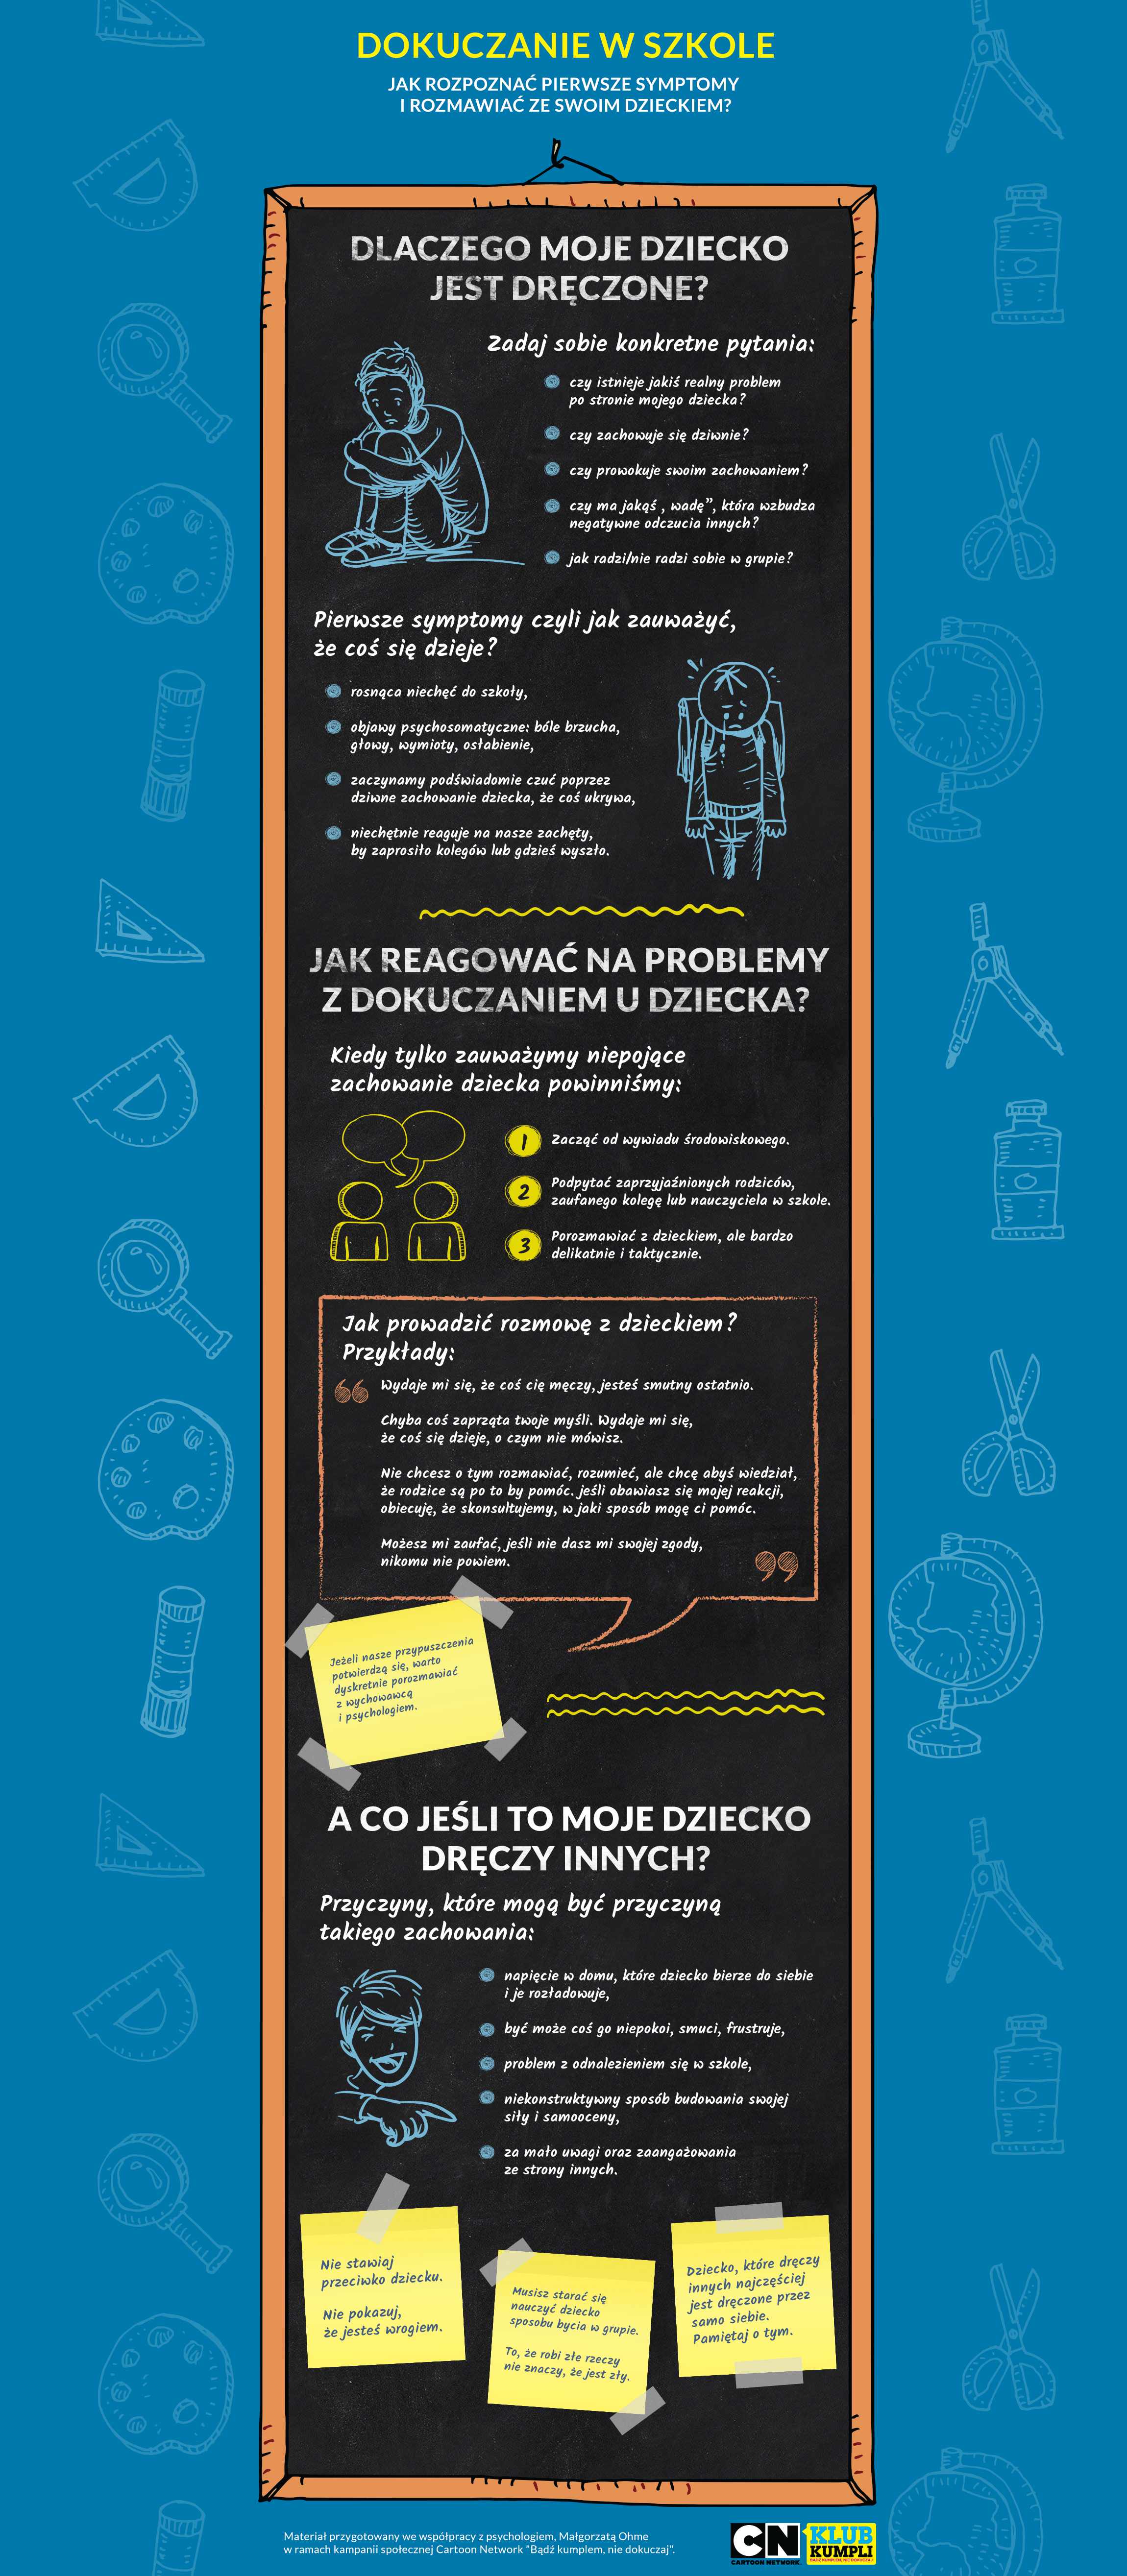 DOKUCZANIE W SZKOLE
JAK ROZPOZNAĆ PIERWSZE SYMPTOMY
I ROZMAWIAĆ ZE SWOIM DZIECKIEM?
DLACZEGO MOJE DZIECKO
JEST DRĘCZONE?
Zadaj sobie konkretne pytania:
czy istnieje jakiś realny problem
po stronie mojego dziecka?
czy zachowuje się dziwnie?
czy prowokuje swoim zachowaniem?
czy ma jakąś , wadę”, która wzbudza
negatywne odczucia innych?
jak radzi/nie radzi sobie w grupie?
Pierwsze symptomy czyli jak zauważyć,
że coś się dzieje?
rosnąca niechęć do szkoły,
objawy psychosomatyczne: bóle brzucha,
głowy, wymioty, osłabienie,
zaczynamy podświadomie czuć poprzez
dziwne zachowanie dziecka, że coś ukrywa,
niechętnie reaguje na nasze zachęty,
by zaprosiło kolegów lub gdzieś wyszło.
JAK REAGOWAĆ NA PROBLEMY
Z DOKUCZANIEM U DZIECKA?
Kiedy tylko zauważymy niepojące
zachowanie dziecka powinniśmy:
1 Zacząć od wywiadu środowiskowego.
2 Podpytać zaprzyjaźnionych rodziców,
zaufanego kolegę lub nauczyciela w szkole.
3 Porozmawiać z dzieckiem, ale bardzo
delikatnie i taktycznie.
Jak prowadzić rozmowę z dzieckiem?
Przykłady:
“ Wydaje mi się, że coś cię męczy, jesteś smutny ostatnio.
Chyba coś zaprząta twoje myśli. Wydaje mi się,
że coś się dzieje, o czym nie mówisz.
Nie chcesz o tym rozmawiać, rozumieć, ale chcę abyś wiedział,
że rodzice są po to by pomóc. jeśli obawiasz się mojej reakcji,
obiecuję, że skonsultujemy, w jaki sposób mogę ci pomóc.
Możesz mi zaufać, jeśli nie dasz mi swojej zgody,
nikomu nie powiem. ”
Jeżeli nasze przypuszczenia
potwierdzą się, warto
dyskretnie porozmawiać
z wychowawcą
i psychologiem.
A CO JEŚLI TO MOJE DZIECKO
DRĘCZY INNYCH?
Przyczyny, które mogą być przyczyną
takiego zachowania:
napięcie w domu, które dziecko bierze do siebie
i je rozładowuje,
być może coś go niepokoi, smuci, frustruje,
problem z odnalezieniem się w szkole,
niekonstruktywny sposób budowania swojej
siły i samooceny,
za mało uwagi oraz zaangażowania
ze strony innych.
Nie stawiaj
przeciwko dziecku.
Nie pokazuj,
że jesteś wrogiem.
Musisz starać się
nauczyć dziecko
sposobu bycia w grupie.
To, że robi złe rzeczy
nie znaczy, że jest zły.
Dziecko, które dręczy
innych najczęściej
jest dręczone przez
samo siebie.
Pamiętaj o tym.
Materiał przygotowany we współpracy z psychologiem, Małgorzatą Ohme
w ramach kampanii społecznej Cartoon Network "Bądź kumplem, nie dokuczaj".
CN
CARTOON NETWORK
KLUB
KUMPLI
BĄDŹ KUMPLEM, NIE DOKUCZAJ